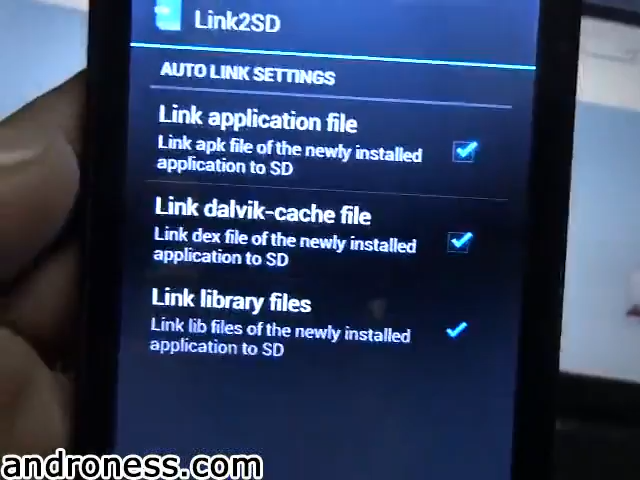 Link2SD
AUTO LINK SETTINGS
Link application file
Link apk file of the newly installed
application to SD
Link dalvik-cache file
Link dex file of the newly installed
application to SD
Link library files
Link lib files of the newly installed
application to SD
androness.com